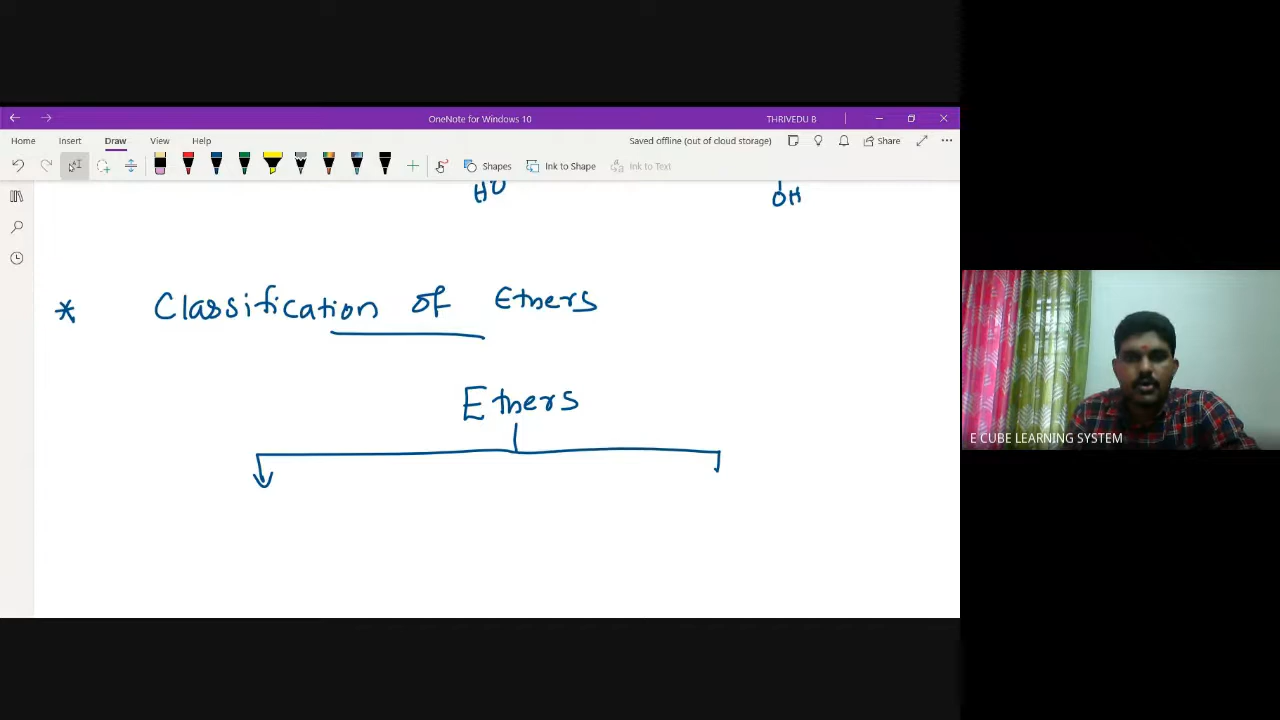 OneNote for Windows 10
THRIVEDU B
Home Insert Draw View Help
Saved offline (out of cloud storage)
Share
Shapes
Ink to Shape
Ink to Text
HO
OH
* Classification of Ethers
Ethers
E CUBE LEARNING SYSTEM